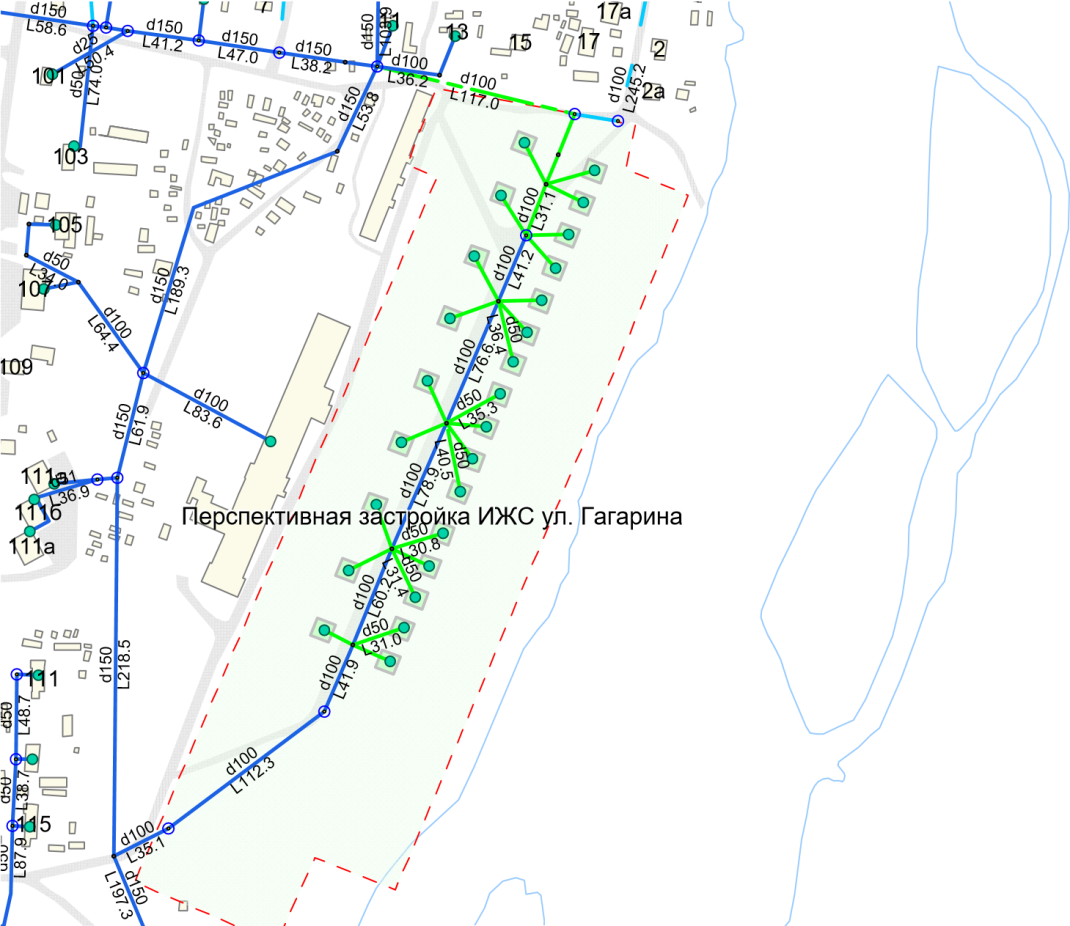 d150
L58.6
d25
L50.4
d50
L74.0
d150
L41.2
L47.0
d150
L38.2
d150
L10
11
13
d100
L36.2
d100
L117.0
15
17
17а
2
2а
d100
L245.2
101
103
105
107
109
d50
L34.0
d100
L64.4
d150
L189.3
d150
L53.8
d100
L31.1
d100
L41.2
d50
L36.4
d100
L76.6
d50
L35.3
d50
L40.5
d100
L78.9
d150
L61.9
d100
L83.6
L36.9
111б
111а
Перспективная застройка ИЖС ул. Гагарина
d50
L30.8
d50
L31.4
d100
L60.2
d50
L31.0
d100
L41.9
d150
L218.5
111
d50
L48.7
d50
L38.7
115
d50
L87.9
d100
L112.3
d100
L35.1
d150
L197.3